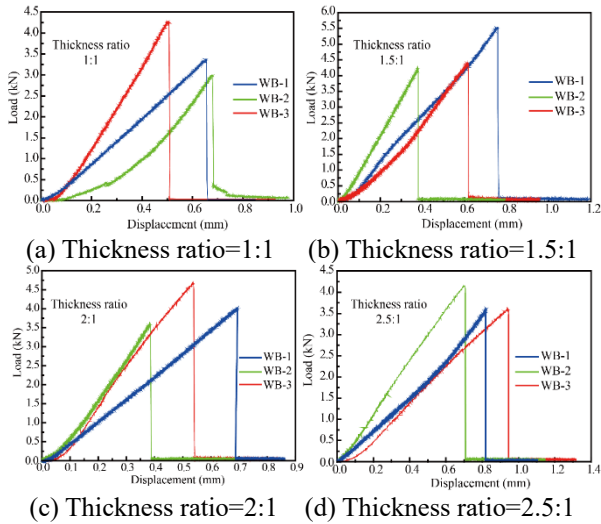 4.5
4.0
3.5
3.0
2.5
2.0
1.5
1.0
0.5
0.0
Load (kN)
Thickness ratio
1:1
WB-1
WB-2
WB-3
0.0 0.2 0.4 0.6 0.8 1.0
Displacement (mm)
(a) Thickness ratio=1:1
5.5
5.0
4.5
4.0
3.5
3.0
2.5
2.0
1.5
1.0
0.5
0.0
Load (kN)
Thickness ratio
1.5:1
WB-1
WB-2
WB-3
0.0 0.2 0.4 0.6 0.8 1.0 1.2
Displacement (mm)
(b) Thickness ratio=1.5:1
5.0
4.5
4.0
3.5
3.0
2.5
2.0
1.5
1.0
0.5
0.0
Load (kN)
Thickness ratio
2:1
WB-1
WB-2
WB-3
0.0 0.1 0.2 0.3 0.4 0.5 0.6 0.7 0.8 0.9
Displacement (mm)
(c) Thickness ratio=2:1
4.5
4.0
3.5
3.0
2.5
2.0
1.5
1.0
0.5
0.0
Load (kN)
Thickness ratio
2.5:1
WB-1
WB-2
WB-3
0.0 0.2 0.4 0.6 0.8 1.0 1.2 1.4
Displacement (mm)
(d) Thickness ratio=2.5:1